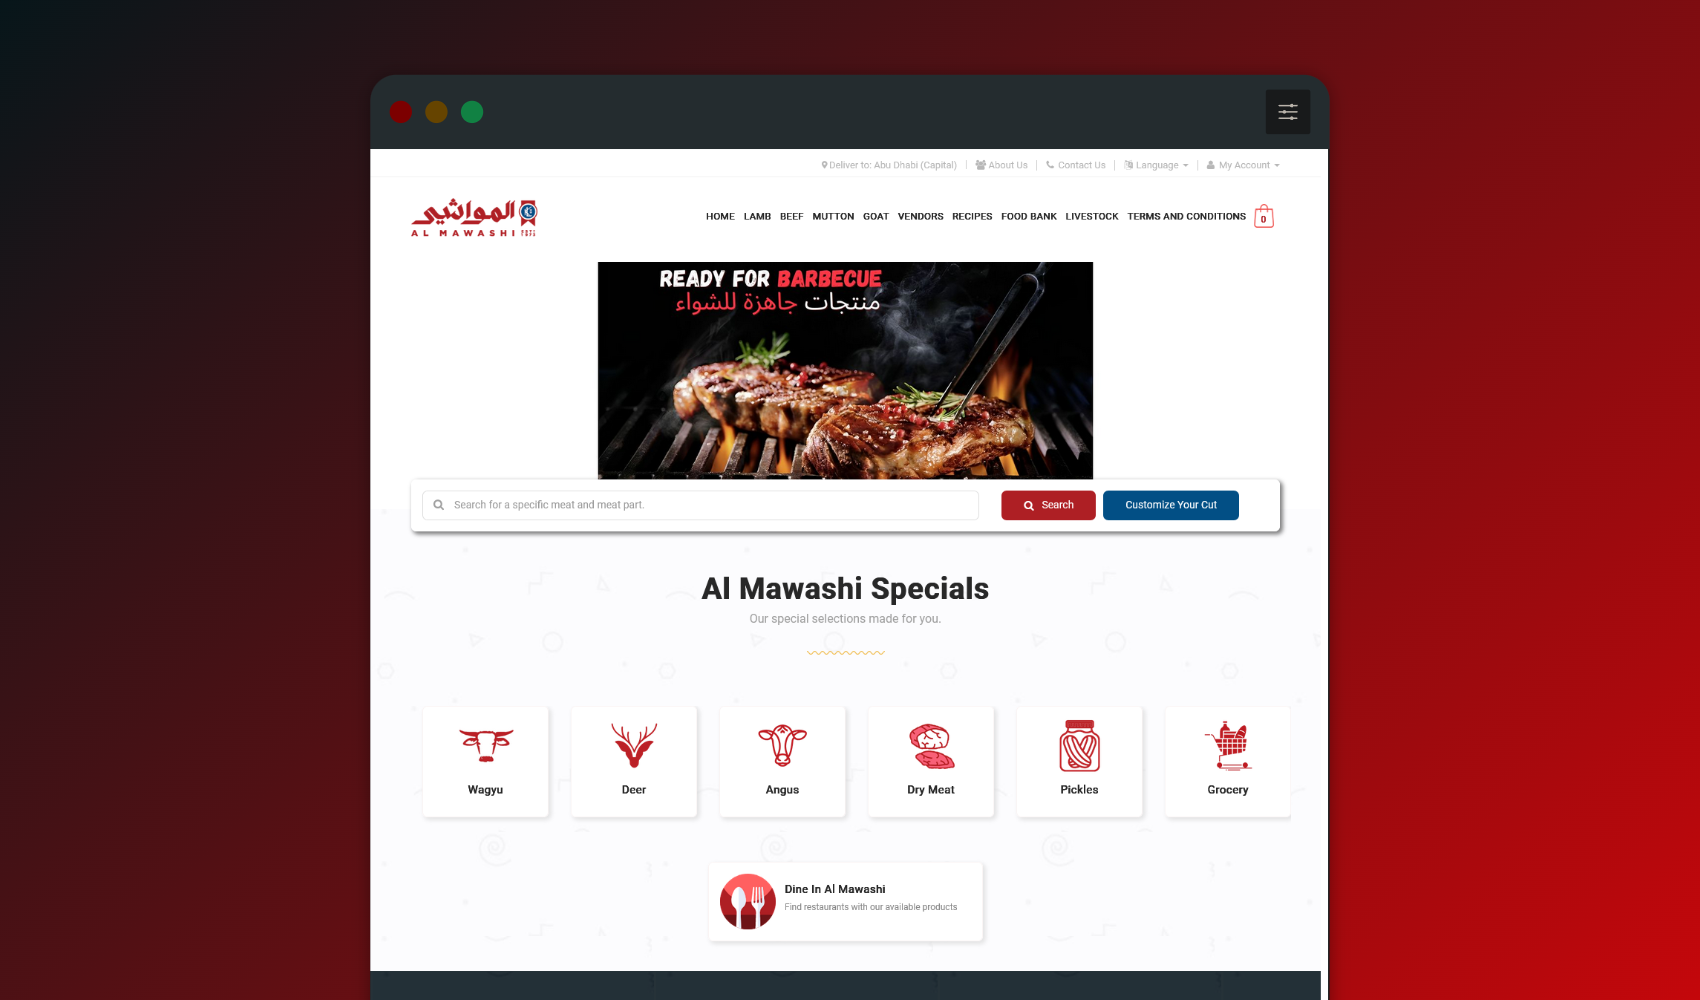 Deliver to: Abu Dhabi (Capital) About Us Contact Us Language My Account
المواشي
AL MAWASHI
HOME LAMB BEEF MUTTON GOAT VENDORS RECIPES FOOD BANK LIVESTOCK TERMS AND CONDITIONS 0
READY FOR BARBECUE
منتجات جاهزة للشواء
Search for a specific meat and meat part. Search Customize Your Cut
Al Mawashi Specials
Our special selections made for you.
Wagyu Deer Angus Dry Meat Pickles Grocery
Dine In Al Mawashi
Find restaurants with our available products